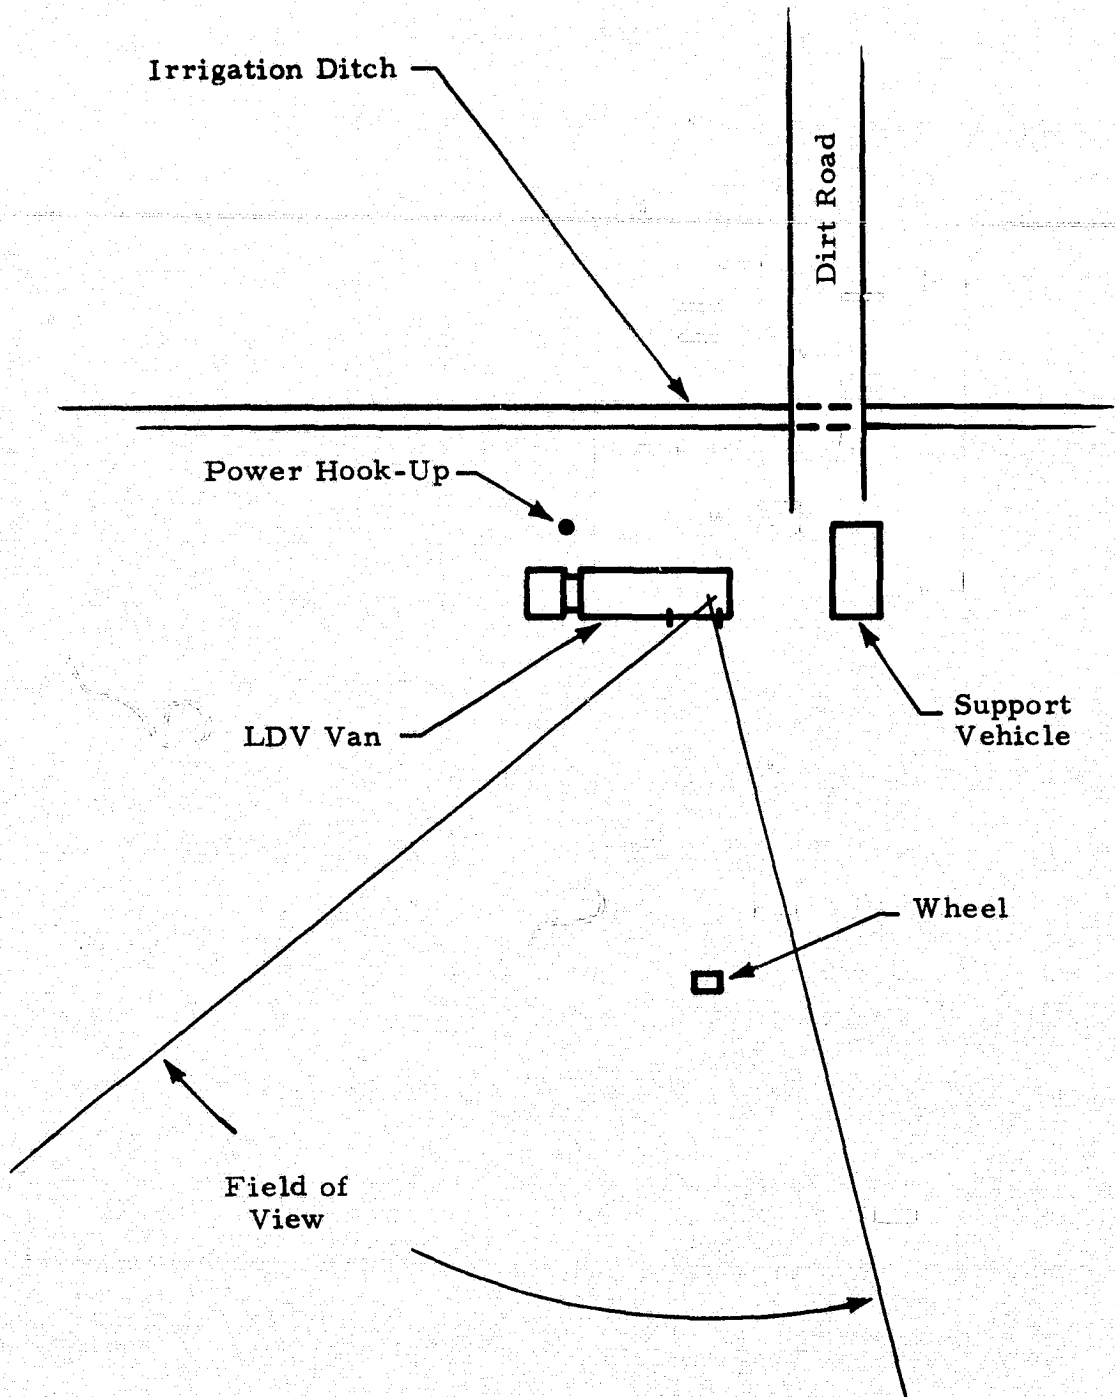 Irrigation Ditch
Dirt Road
Power Hook-Up
LDV Van
Support
Vehicle
Wheel
Field of
View